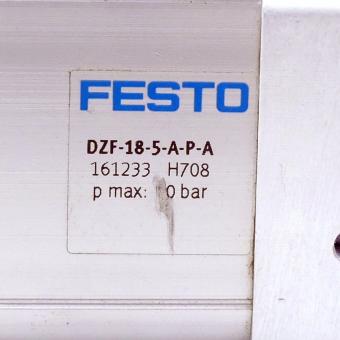 FESTO
DZF-18-5-A-P-A
161233 H708
p max: bar